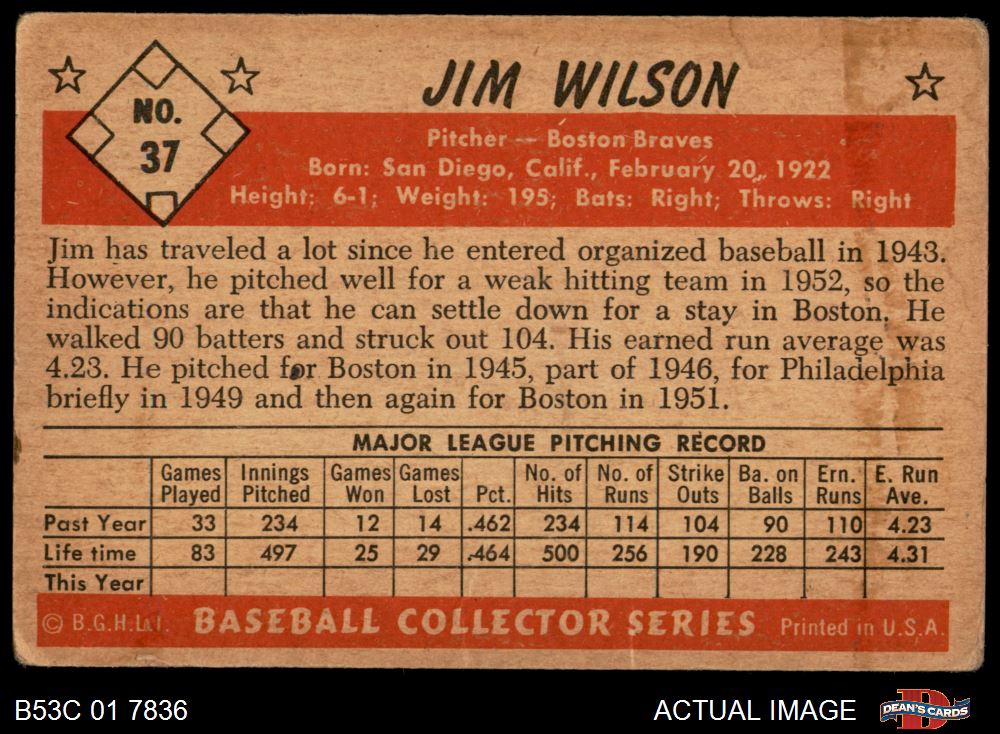 NO.
37
JIM WILSON
Pitcher — Boston Braves
Born: San Diego, Calif., February 20, 1922
Height: 6-1; Weight: 195; Bats: Right; Throws: Right
Jim has traveled a lot since he entered organized baseball in 1943.
However, he pitched well for a weak hitting team in 1952, so the
indications are that he can settle down for a stay in Boston. He
walked 90 batters and struck out 104. His earned run average was
4.23. He pitched for Boston in 1945, part of 1946, for Philadelphia
briefly in 1949 and then again for Boston in 1951.
MAJOR LEAGUE PITCHING RECORD
Games Played Innings Pitched Games Won Games Lost Pct. No. of Hits No. of Runs Strike Outs Ba. on Balls Ern. Runs E. Run Ave.
Past Year 33 234 12 14 .462 234 114 104 90 110 4.23
Life time 83 497 25 29 .464 500 256 190 228 243 4.31
This Year
© B.G.H.L.I. BASEBALL COLLECTOR SERIES Printed in U.S.A.
B53C 01 7836 ACTUAL IMAGE D DEAN'S CARDS